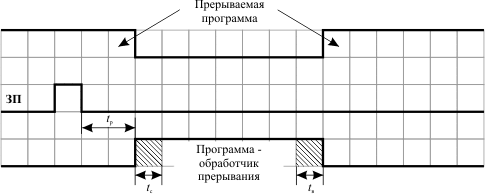 Прерываемая
программа
ЗП
tр
Программа -
обработчик
прерывания
tс
tв